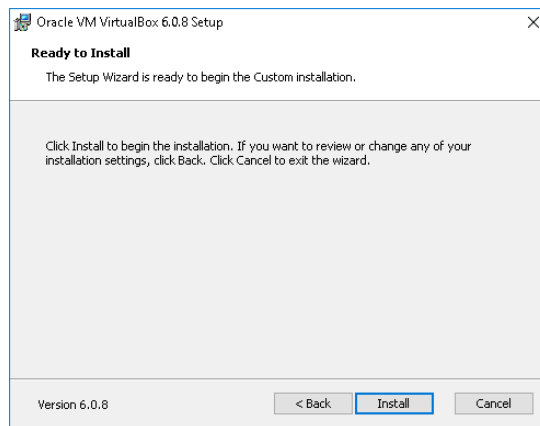 Oracle VM VirtualBox 6.0.8 Setup
Ready to Install
The Setup Wizard is ready to begin the Custom installation.
Click Install to begin the installation. If you want to review or change any of your
installation settings, click Back. Click Cancel to exit the wizard.
Version 6.0.8
< Back
Install
Cancel